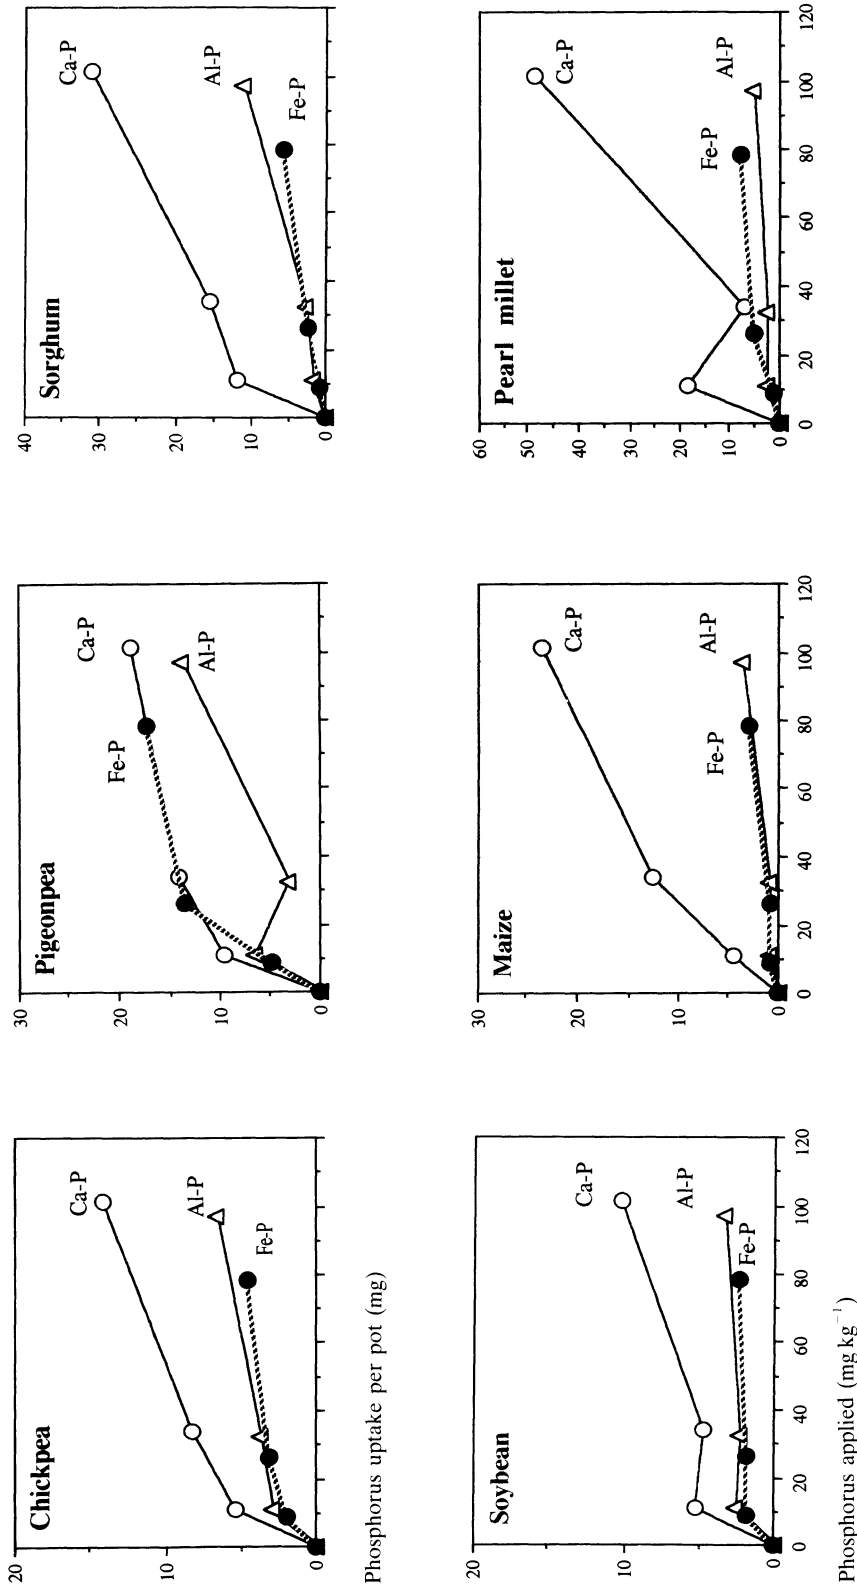 Chickpea
20
10
0
Ca-P
Al-P
Fe-P
Pigeonpea
30
20
10
0
Ca-P
Fe-P
Al-P
Sorghum
40
30
20
10
0
Ca-P
Al-P
Fe-P
Phosphorus uptake per pot (mg)
Soybean
20
10
0
Ca-P
Al-P
Fe-P
0 20 40 60 80 100 120
Maize
30
20
10
0
Ca-P
Al-P
Fe-P
0 20 40 60 80 100 120
Pearl millet
60
50
40
30
20
10
0
Ca-P
Al-P
Fe-P
0 20 40 60 80 100 120
Phosphorus applied (mg kg⁻¹)